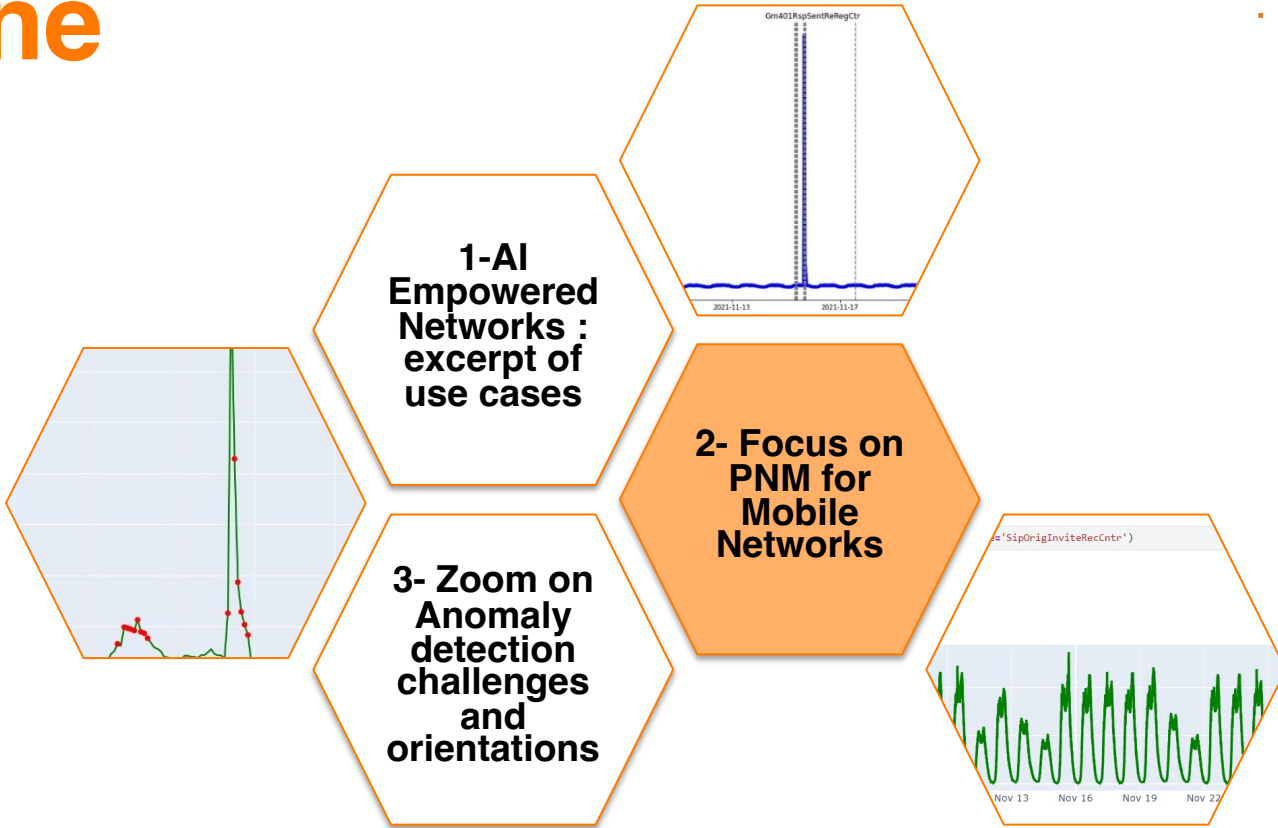 ne
Gm401RspSentReRegCtr
2021-11-13
2021-11-17
1-AI
Empowered
Networks :
excerpt of
use cases
2- Focus on
PNM for
Mobile
Networks
3- Zoom on
Anomaly
detection
challenges
and
orientations
='SipOrigInviteRecCntr')
Nov 13
Nov 16
Nov 19
Nov 22